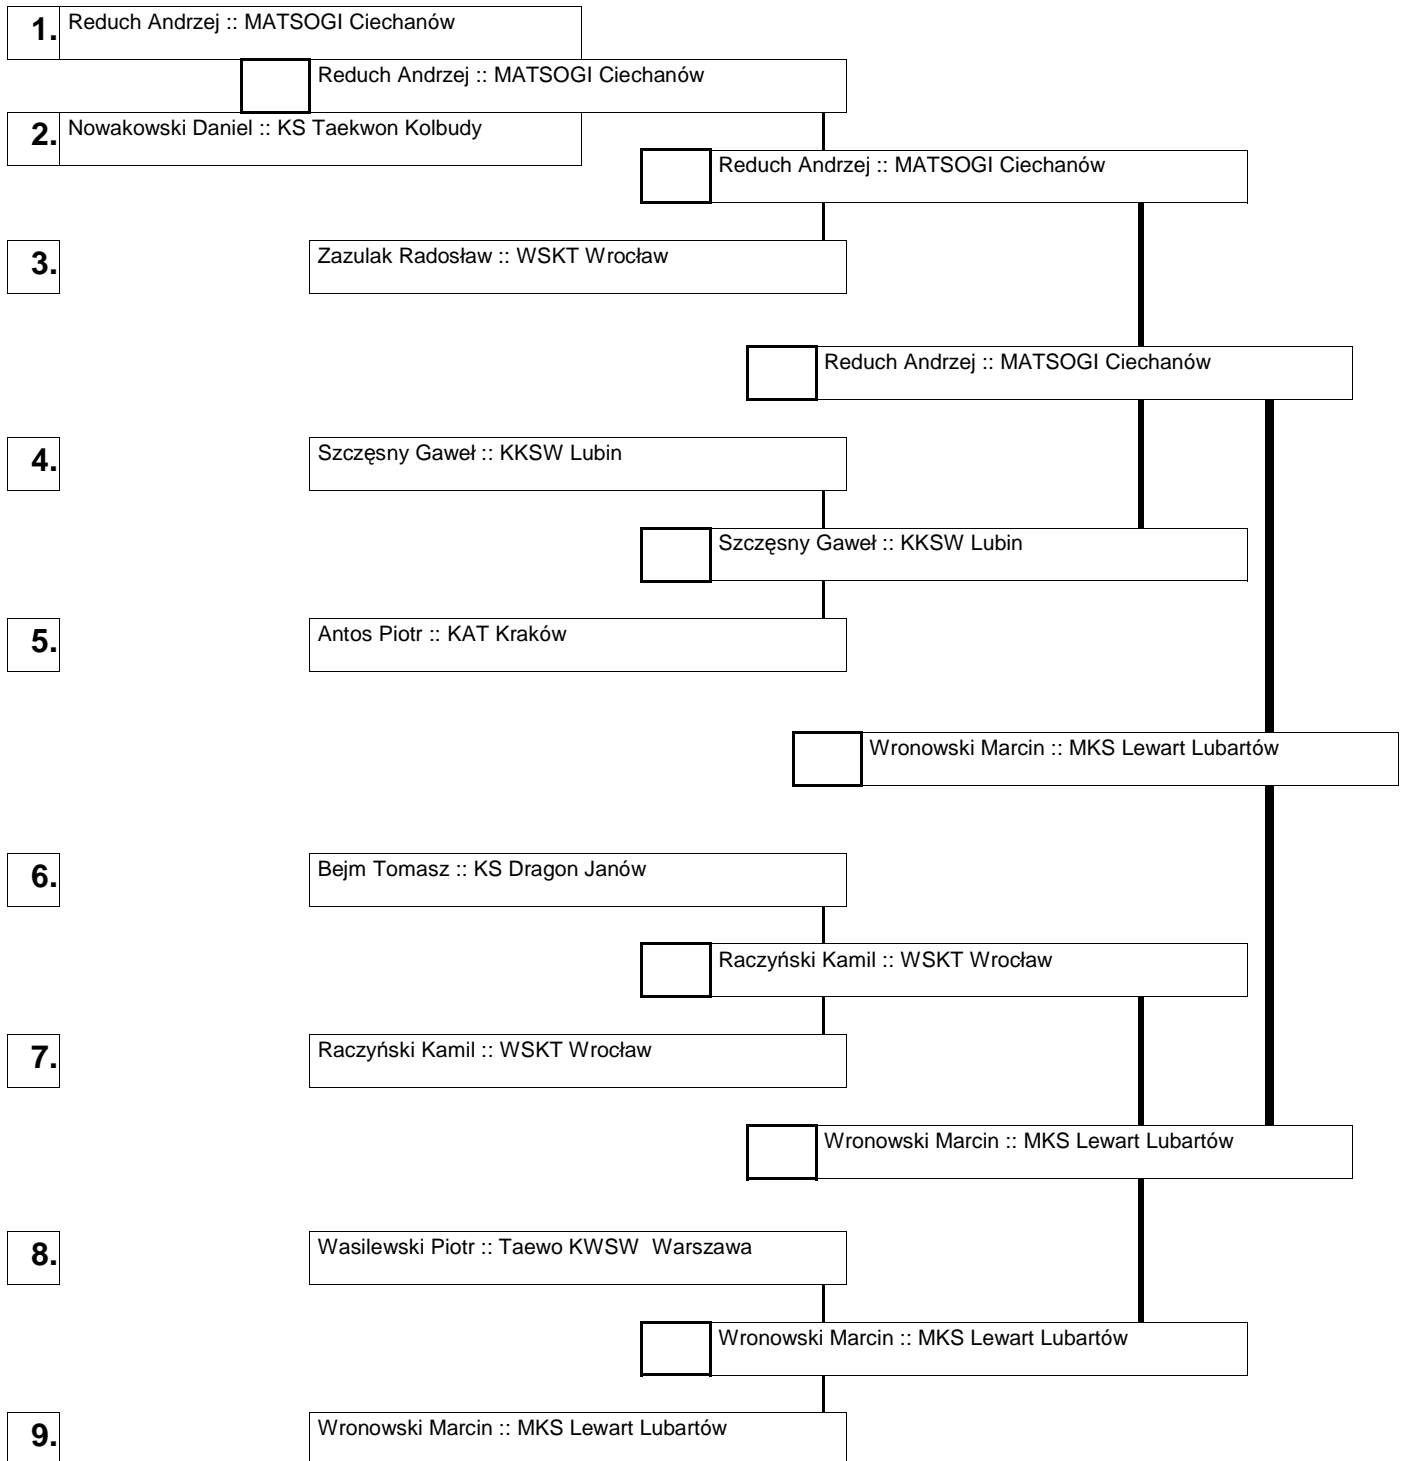 1. Reduch Andrzej :: MATSOGI Ciechanów
Reduch Andrzej :: MATSOGI Ciechanów
2. Nowakowski Daniel :: KS Taekwon Kolbudy
Reduch Andrzej :: MATSOGI Ciechanów
3. Zazulak Radosław :: WSKT Wrocław
Reduch Andrzej :: MATSOGI Ciechanów
4. Szczęsny Gaweł :: KKSW Lubin
Szczęsny Gaweł :: KKSW Lubin
5. Antos Piotr :: KAT Kraków
Wronowski Marcin :: MKS Lewart Lubartów
6. Bejm Tomasz :: KS Dragon Janów
Raczyński Kamil :: WSKT Wrocław
7. Raczyński Kamil :: WSKT Wrocław
Wronowski Marcin :: MKS Lewart Lubartów
8. Wasilewski Piotr :: Taewo KWSW  Warszawa
Wronowski Marcin :: MKS Lewart Lubartów
9. Wronowski Marcin :: MKS Lewart Lubartów